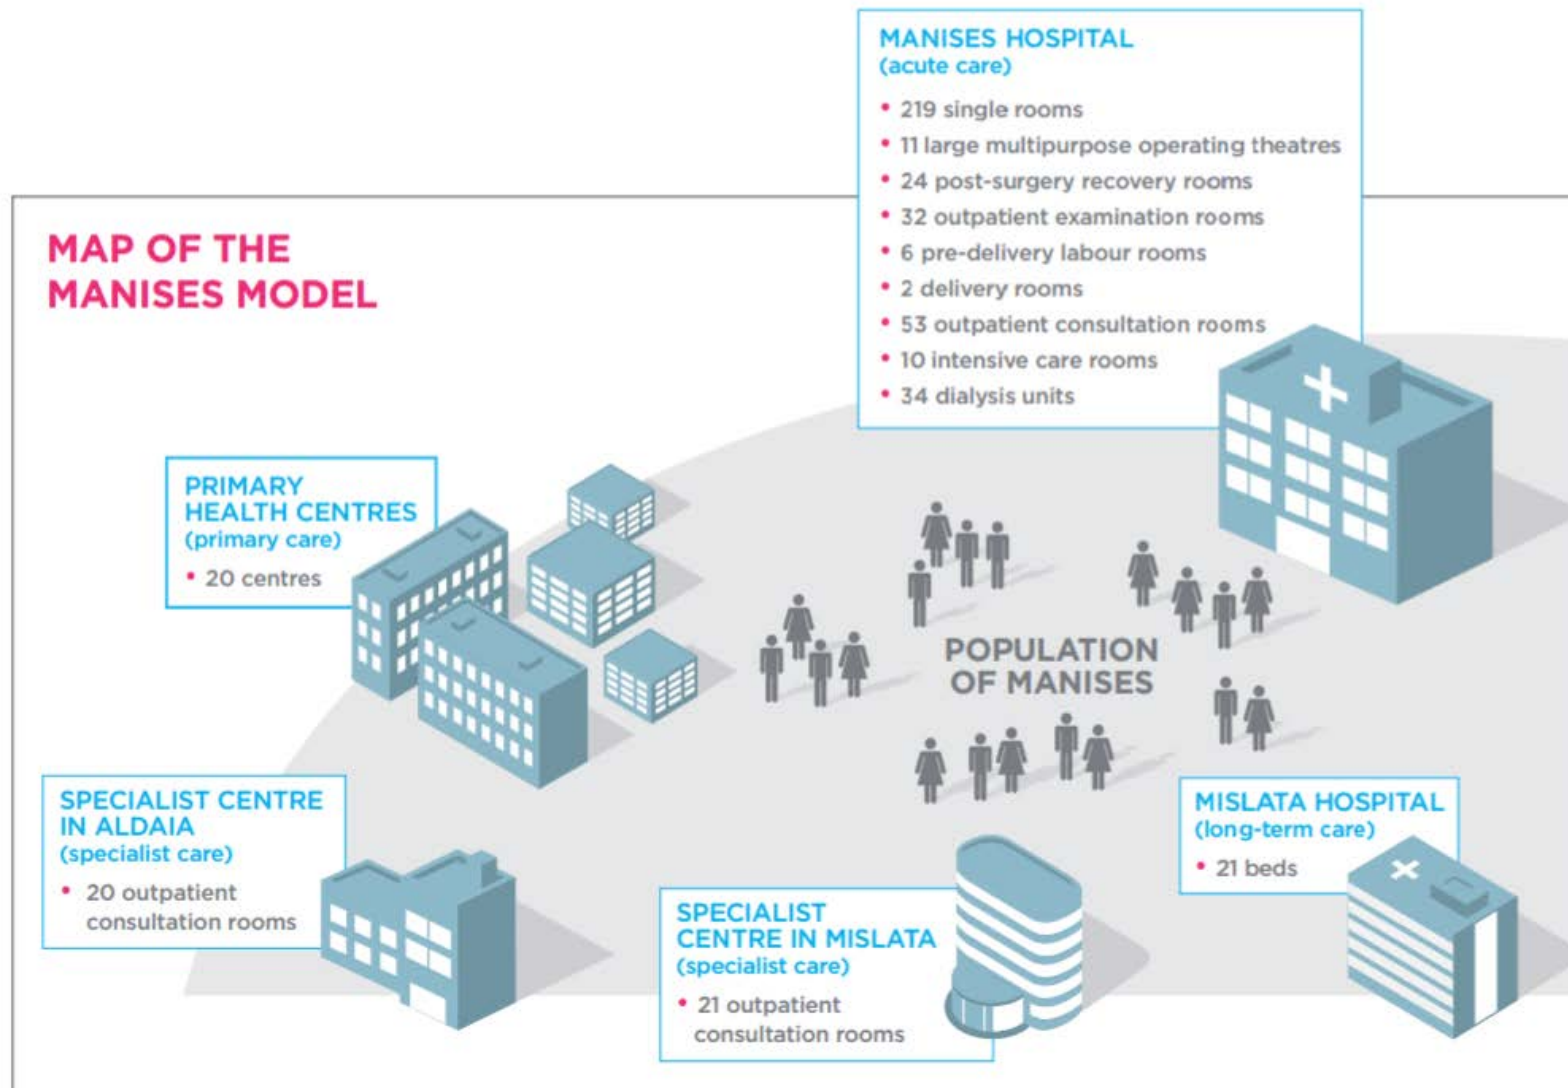 MAP OF THE
MANISES MODEL
MANISES HOSPITAL
(acute care)
• 219 single rooms
• 11 large multipurpose operating theatres
• 24 post-surgery recovery rooms
• 32 outpatient examination rooms
• 6 pre-delivery labour rooms
• 2 delivery rooms
• 53 outpatient consultation rooms
• 10 intensive care rooms
• 34 dialysis units
PRIMARY
HEALTH CENTRES
(primary care)
• 20 centres
POPULATION
OF MANISES
SPECIALIST CENTRE
IN ALDAIA
(specialist care)
• 20 outpatient
consultation rooms
SPECIALIST
CENTRE IN MISLATA
(specialist care)
• 21 outpatient
consultation rooms
MISLATA HOSPITAL
(long-term care)
• 21 beds